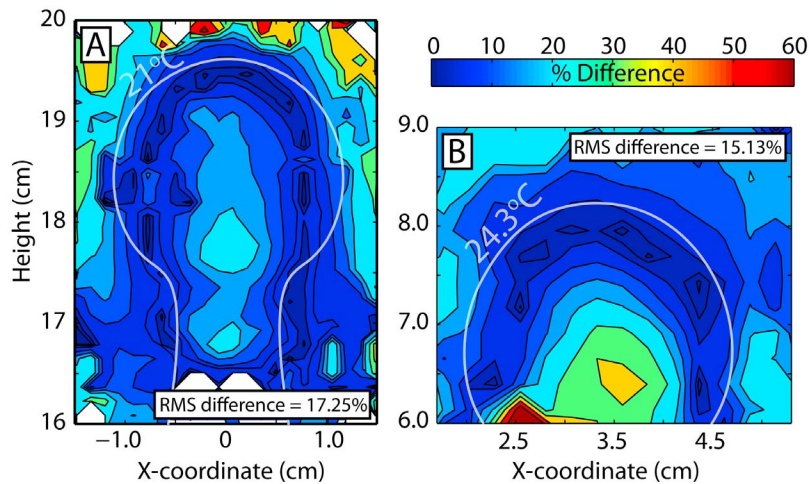 A
21°C
20
19
18
17
16
Height (cm)
RMS difference = 17.25%
−1.0 0 1.0
X-coordinate (cm)
0 10 20 30 40 50 60
% Difference
B
RMS difference = 15.13%
24.3°C
9.0
8.0
7.0
6.0
2.5 3.5 4.5
X-coordinate (cm)